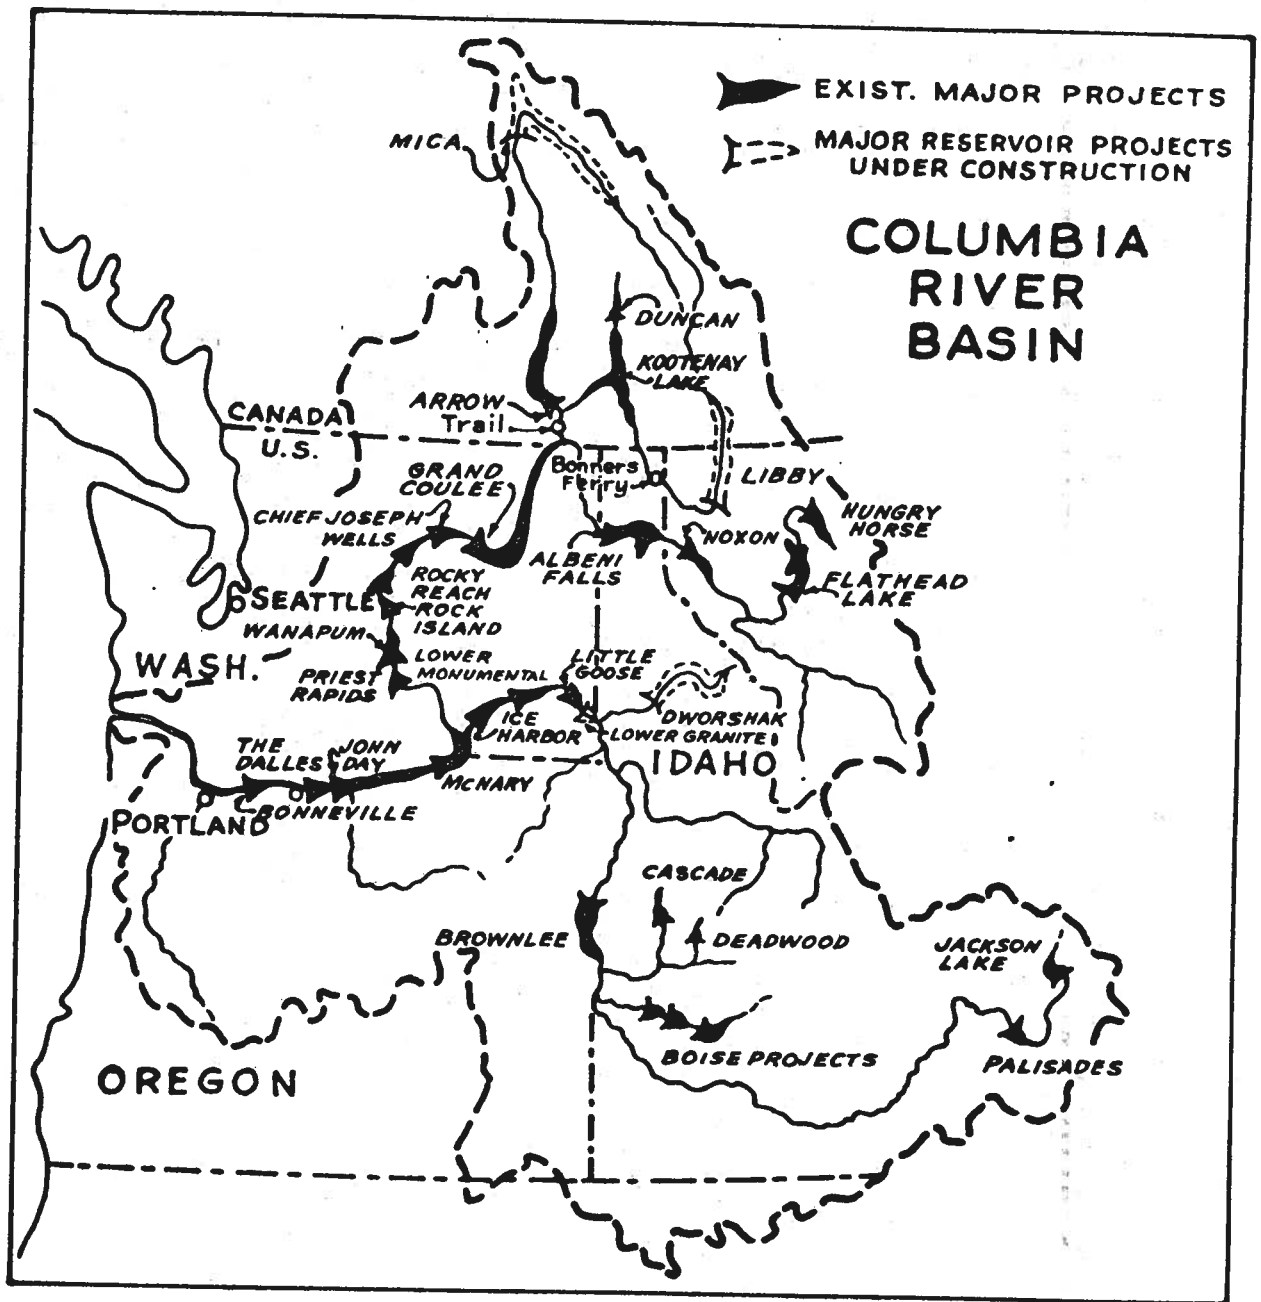 EXIST. MAJOR PROJECTS
MAJOR RESERVOIR PROJECTS
UNDER CONSTRUCTION
COLUMBIA
RIVER
BASIN
MICA
DUNCAN
KOOTENAY
LAKE
ARROW
Trail
CANADA
U.S.
GRAND
COULEE
Bonners
Ferry
LIBBY
CHIEF JOSEPH
WELLS
HUNGRY
HORSE
NOXON
ALBENI
FALLS
FLATHEAD
LAKE
ROCKY
REACH
ROCK
ISLAND
SEATTLE
WANAPUM
WASH.
PRIEST
RAPIDS
LOWER
MONUMENTAL
LITTLE
GOOSE
ICE
HARBOR
DWORSHAK
LOWER GRANITE
IDAHO
THE
DALLES
JOHN
DAY
MCNARY
BONNEVILLE
PORTLAND
CASCADE
BROWNLEE
DEADWOOD
JACKSON
LAKE
BOISE PROJECTS
PALISADES
OREGON